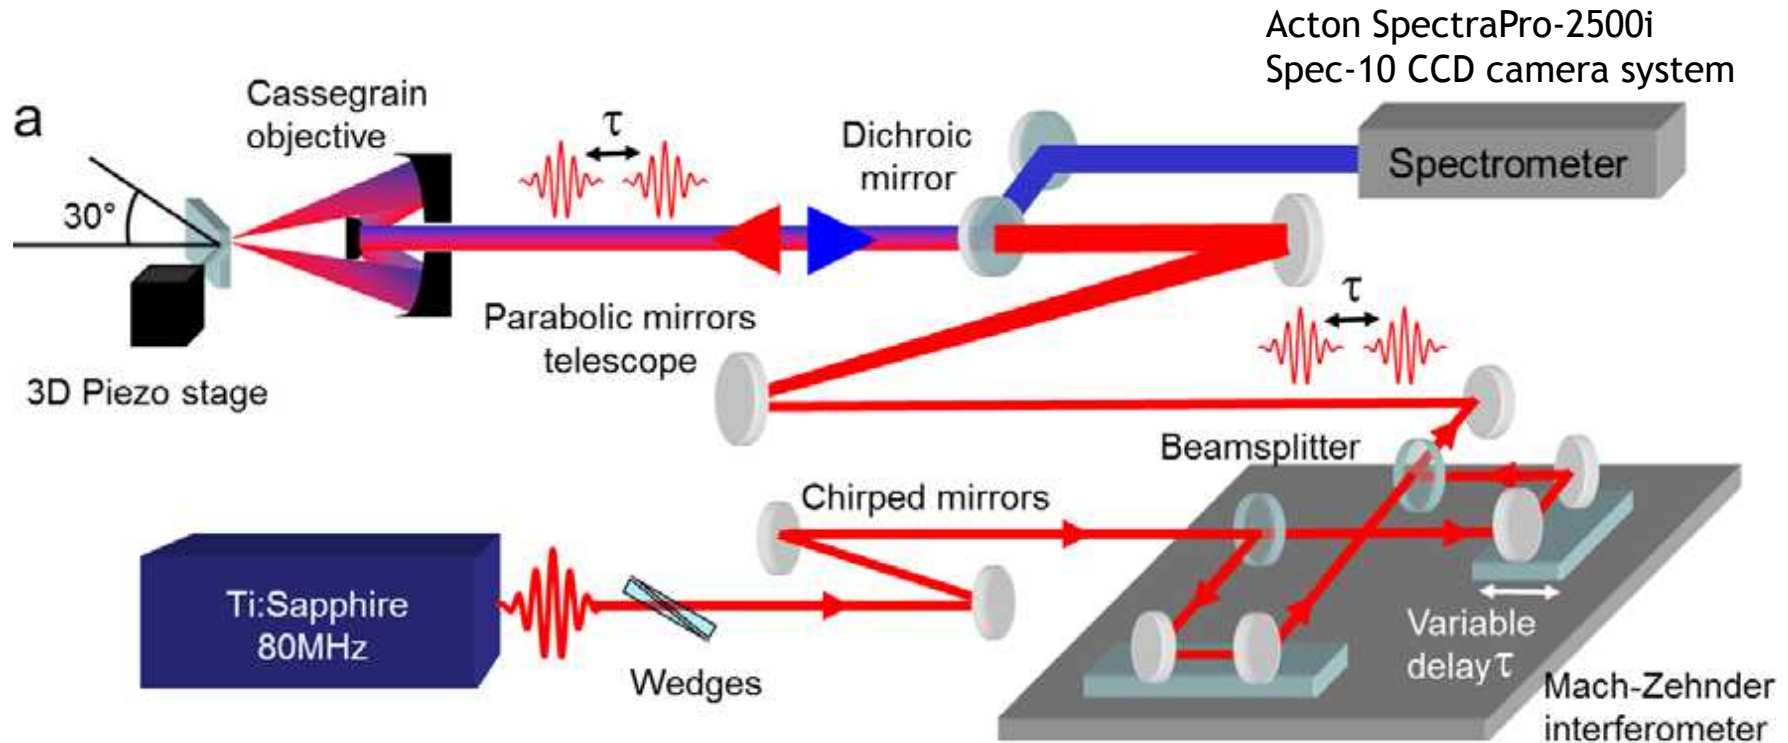 Acton SpectraPro-2500i
Spec-10 CCD camera system
a
Cassegrain
objective
τ
Dichroic
mirror
Spectrometer
30°
3D Piezo stage
Parabolic mirrors
telescope
τ
Beamsplitter
Chirped mirrors
Ti:Sapphire
80MHz
Wedges
Variable
delay τ
Mach-Zehnder
interferometer